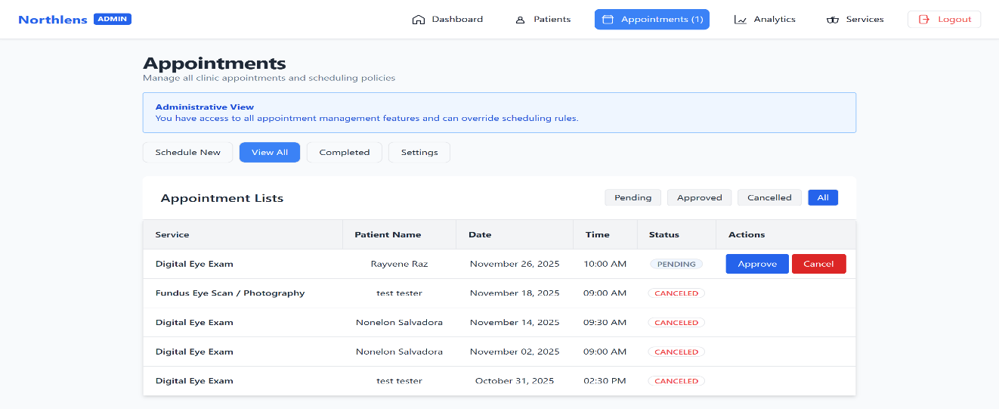 Northlens ADMIN Dashboard Patients Appointments (1) Analytics Services Logout
Appointments
Manage all clinic appointments and scheduling policies
Administrative View
You have access to all appointment management features and can override scheduling rules.
Schedule New View All Completed Settings
Appointment Lists Pending Approved Cancelled All
Service Patient Name Date Time Status Actions
Digital Eye Exam Rayvene Raz November 26, 2025 10:00 AM PENDING Approve Cancel
Fundus Eye Scan / Photography test tester November 18, 2025 09:00 AM CANCELED
Digital Eye Exam Nonelon Salvadora November 14, 2025 09:30 AM CANCELED
Digital Eye Exam Nonelon Salvadora November 02, 2025 09:00 AM CANCELED
Digital Eye Exam test tester October 31, 2025 02:30 PM CANCELED